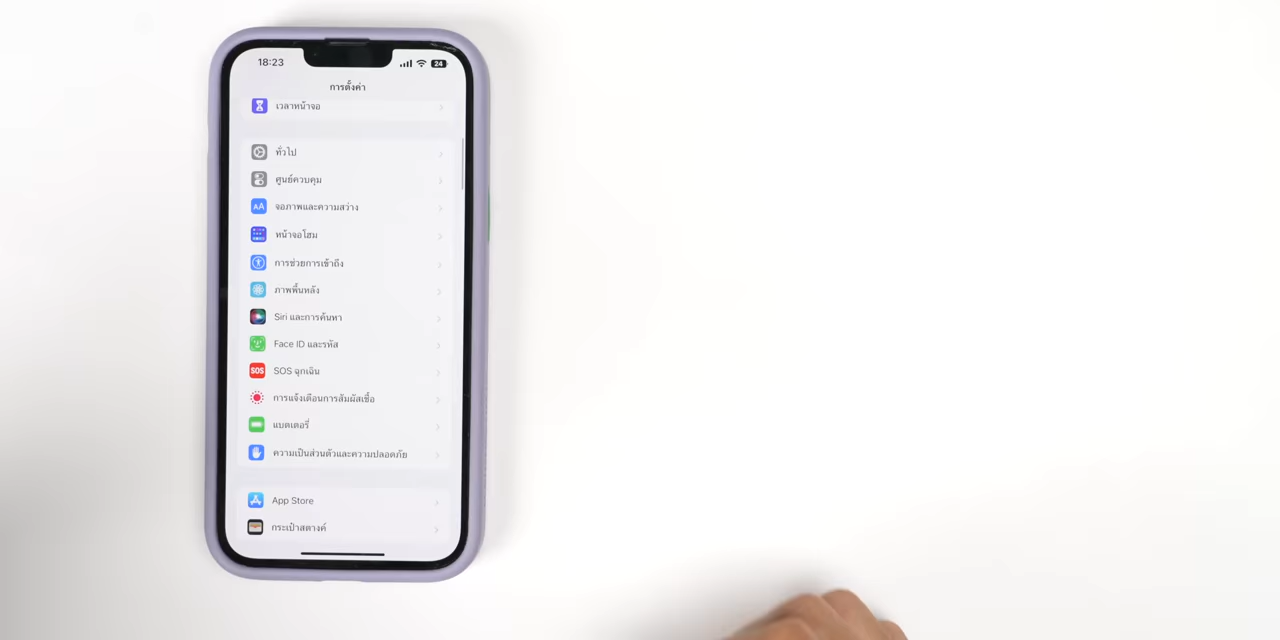 18:23
24
การตั้งค่า
เวลาหน้าจอ
ทั่วไป
ศูนย์ควบคุม
AA จอภาพและความสว่าง
หน้าจอโฮม
การช่วยการเข้าถึง
ภาพพื้นหลัง
Siri และการค้นหา
Face ID และรหัส
SOS SOS ฉุกเฉิน
การแจ้งเตือนการสัมผัสเชื้อ
แบตเตอรี่
ความเป็นส่วนตัวและความปลอดภัย
App Store
กระเป๋าสตางค์